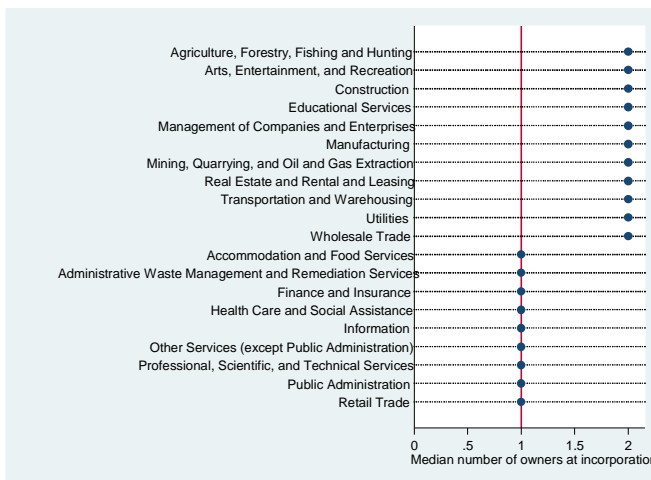 Agriculture, Forestry, Fishing and Hunting
Arts, Entertainment, and Recreation
Construction
Educational Services
Management of Companies and Enterprises
Manufacturing
Mining, Quarrying, and Oil and Gas Extraction
Real Estate and Rental and Leasing
Transportation and Warehousing
Utilities
Wholesale Trade
Accommodation and Food Services
Administrative Waste Management and Remediation Services
Finance and Insurance
Health Care and Social Assistance
Information
Other Services (except Public Administration)
Professional, Scientific, and Technical Services
Public Administration
Retail Trade
0 .5 1 1.5 2
Median number of owners at incorporation